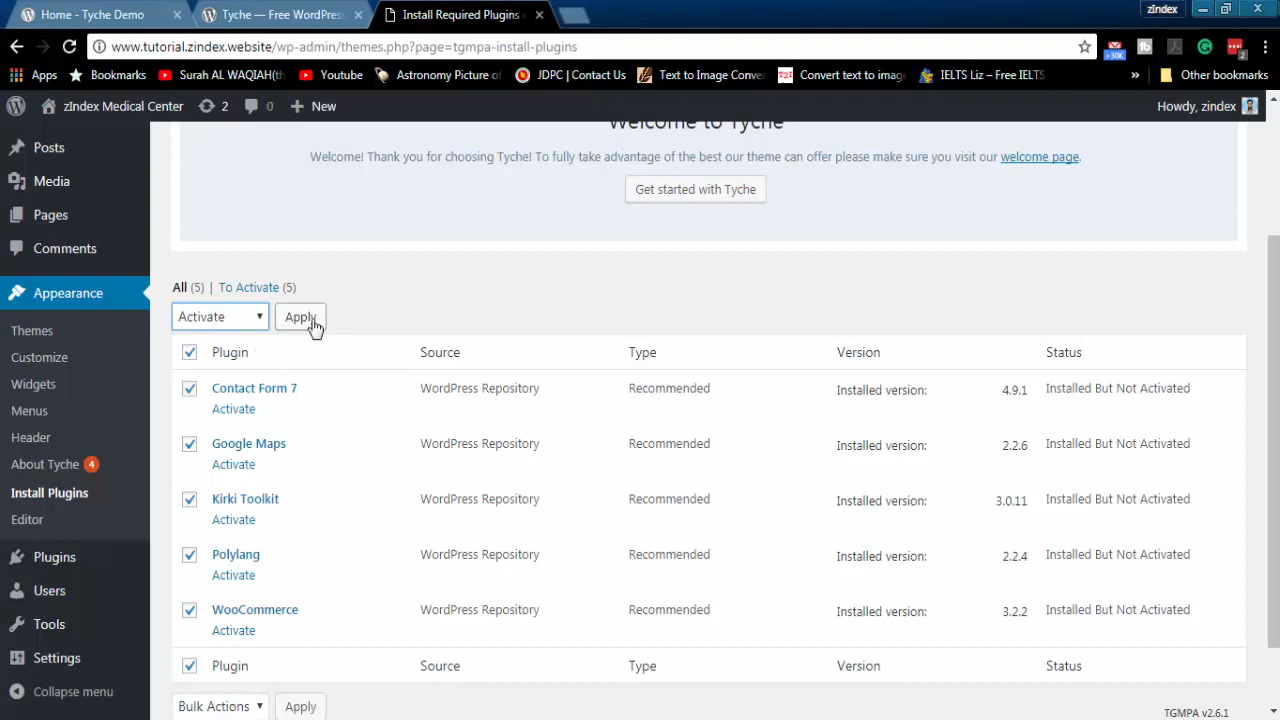 Home - Tyche Demo
Tyche — Free WordPress
Install Required Plugins
zIndex
www.tutorial.zindex.website/wp-admin/themes.php?page=tgmpa-install-plugins
>30K
2
Apps
Bookmarks
Surah AL WAQIAH(th
Youtube
Astronomy Picture of
JDPC | Contact Us
Text to Image Conver
T2I
Convert text to imag
IELTS Liz – Free IELTS
»
Other bookmarks
zIndex Medical Center
2
0
New
Howdy, zindex
Posts
Media
Pages
Comments
Appearance
Themes
Customize
Widgets
Menus
Header
About Tyche 4
Install Plugins
Editor
Plugins
Users
Tools
Settings
Collapse menu
Welcome to Tyche
Welcome! Thank you for choosing Tyche! To fully take advantage of the best our theme can offer please make sure you visit our welcome page.
Get started with Tyche
All (5) | To Activate (5)
Activate Apply
Plugin Source Type Version Status
Contact Form 7 WordPress Repository Recommended Installed version: 4.9.1 Installed But Not Activated
Activate
Google Maps WordPress Repository Recommended Installed version: 2.2.6 Installed But Not Activated
Activate
Kirki Toolkit WordPress Repository Recommended Installed version: 3.0.11 Installed But Not Activated
Activate
Polylang WordPress Repository Recommended Installed version: 2.2.4 Installed But Not Activated
Activate
WooCommerce WordPress Repository Recommended Installed version: 3.2.2 Installed But Not Activated
Activate
Plugin Source Type Version Status
Bulk Actions Apply
TGMPA v2.6.1